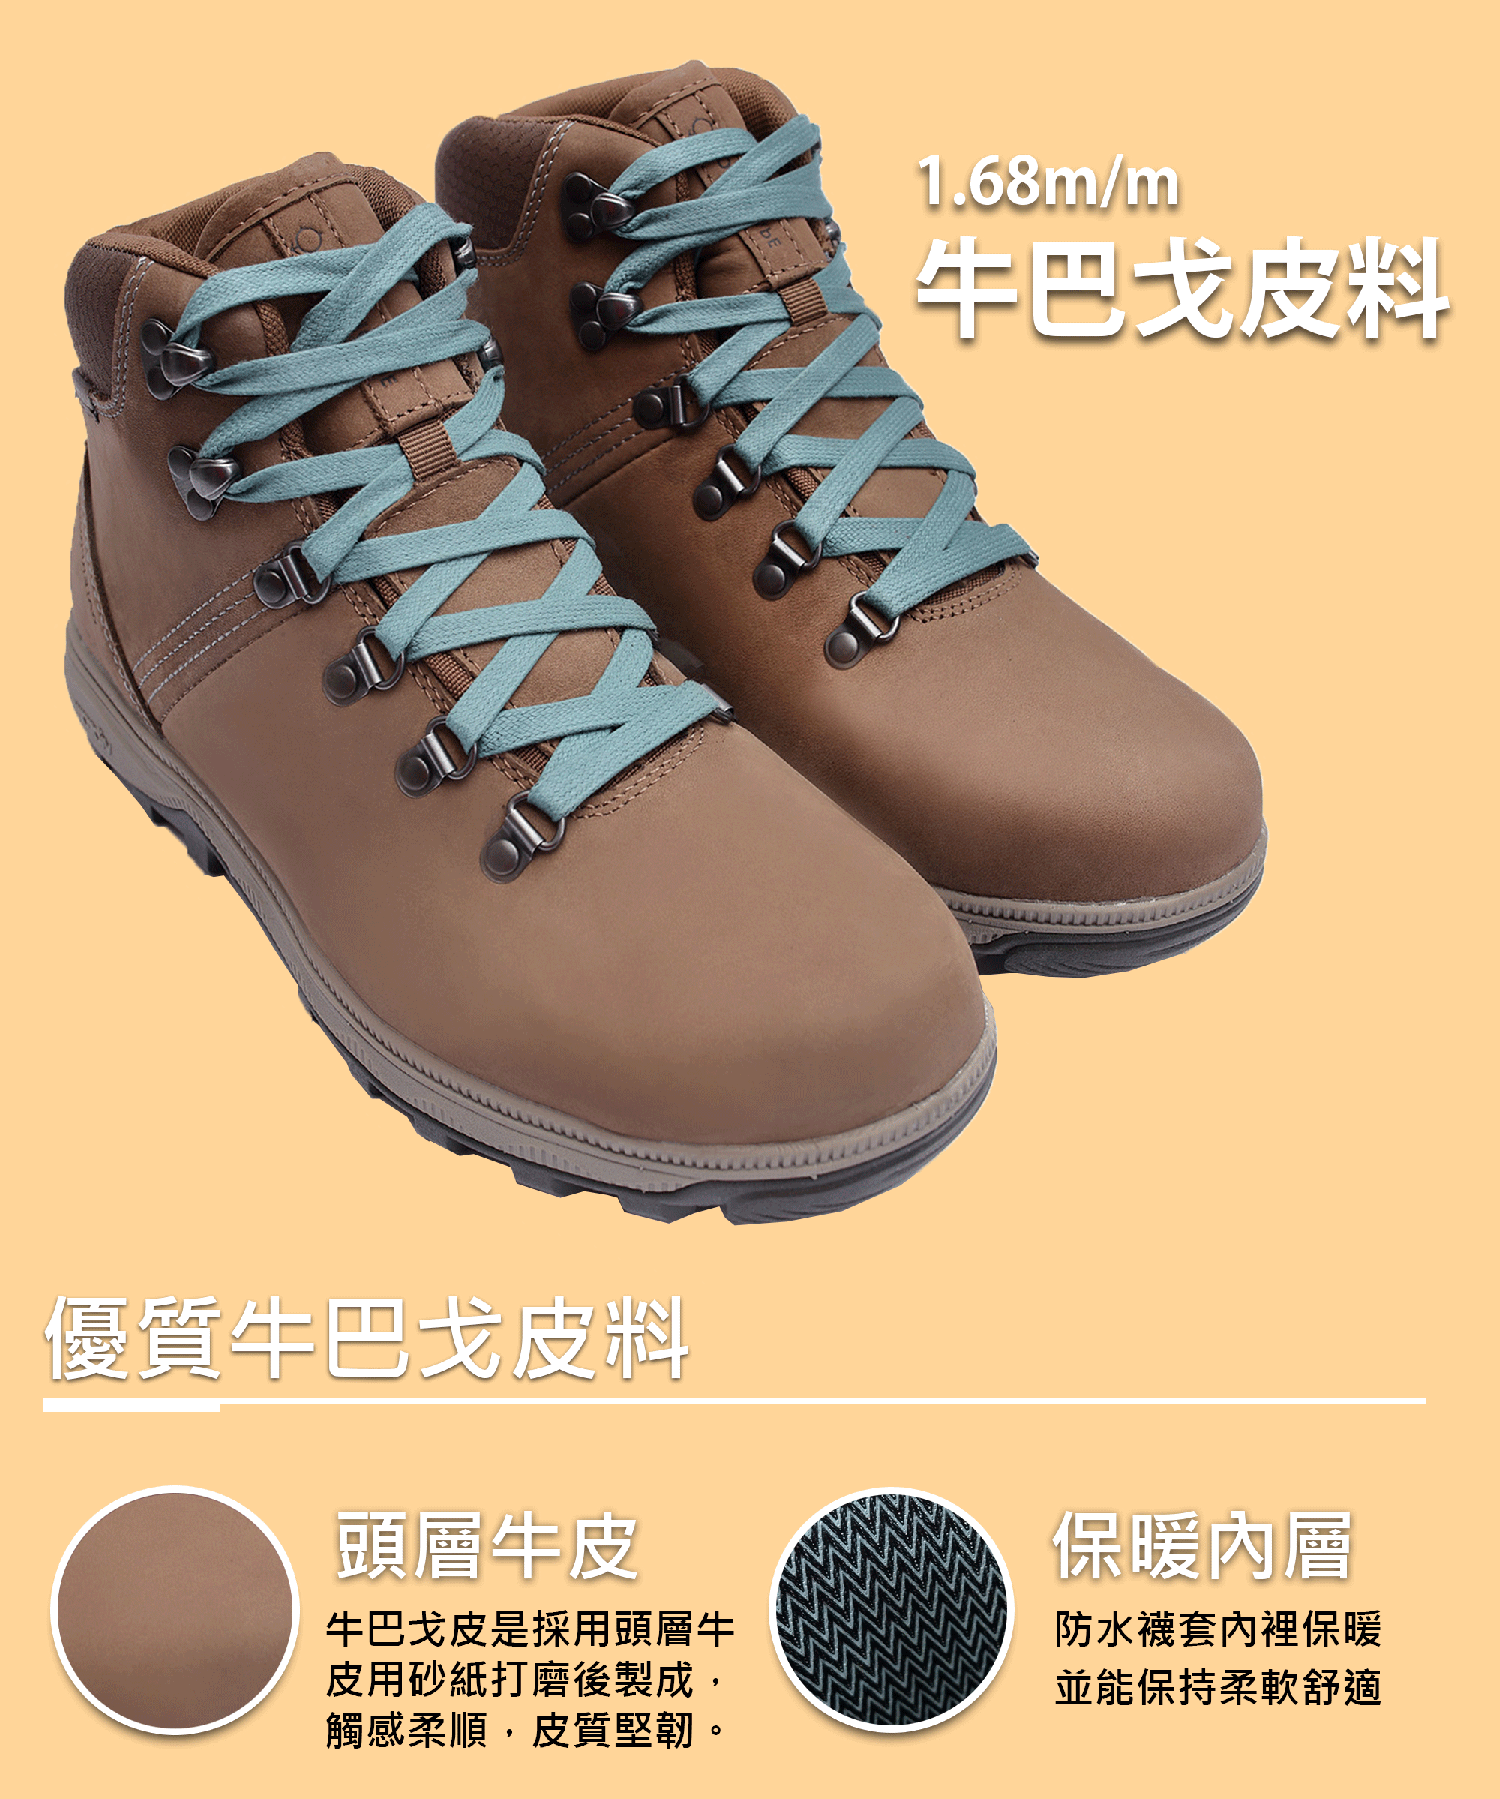 1.68m/m
牛巴戈皮料
優質牛巴戈皮料
頭層牛皮
牛巴戈皮是採用頭層牛
皮用砂紙打磨後製成，
觸感柔順，皮質堅韌。
保暖內層
防水襪套內裡保暖
並能保持柔軟舒適